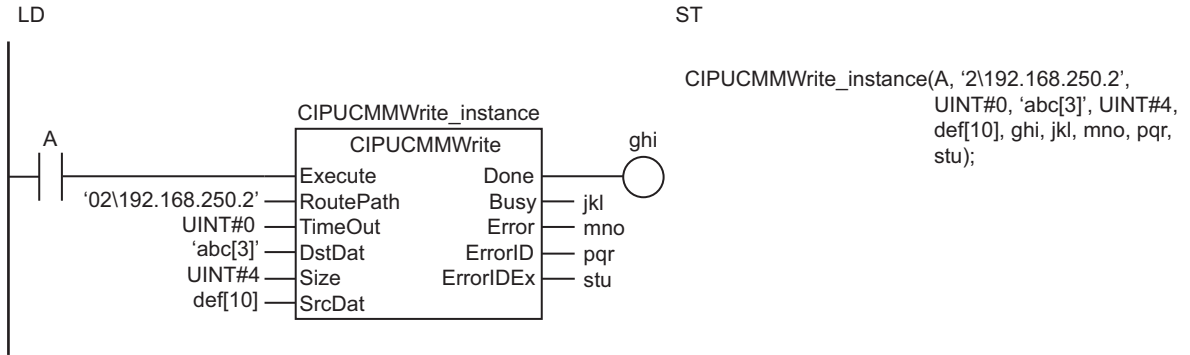 LD
ST
CIPUCMMWrite_instance(A, ‘2\192.168.250.2’,
UINT#0, ‘abc[3]’, UINT#4,
def[10], ghi, jkl, mno, pqr,
stu);
CIPUCMMWrite_instance
A
CIPUCMMWrite
ghi
Execute
Done
‘02\192.168.250.2’
RoutePath
Busy
jkl
UINT#0
TimeOut
Error
mno
‘abc[3]’
DstDat
ErrorID
pqr
UINT#4
Size
ErrorIDEx
stu
def[10]
SrcDat